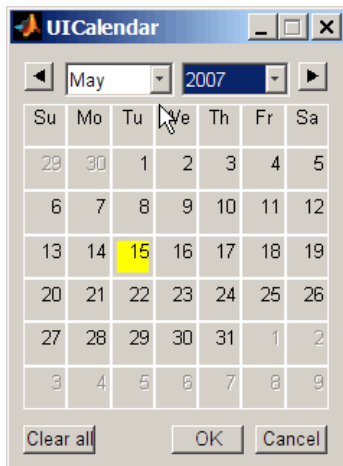 UICalendar
May 2007
Su Mo Tu We Th Fr Sa
29 30 1 2 3 4 5
6 7 8 9 10 11 12
13 14 15 16 17 18 19
20 21 22 23 24 25 26
27 28 29 30 31 1 2
3 4 5 6 7 8 9
Clear all OK Cancel